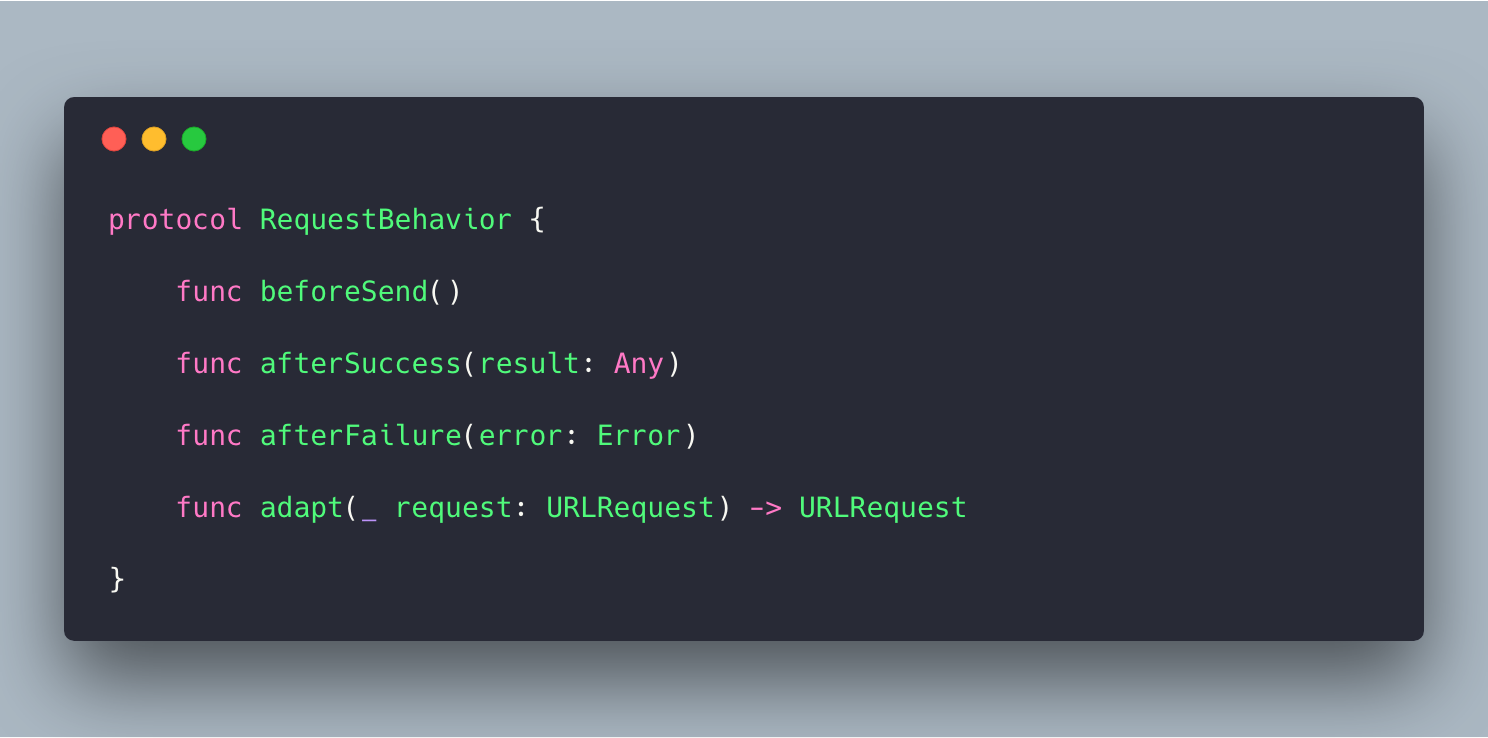 protocol RequestBehavior {
    func beforeSend()
    func afterSuccess(result: Any)
    func afterFailure(error: Error)
    func adapt(_ request: URLRequest) -> URLRequest
}